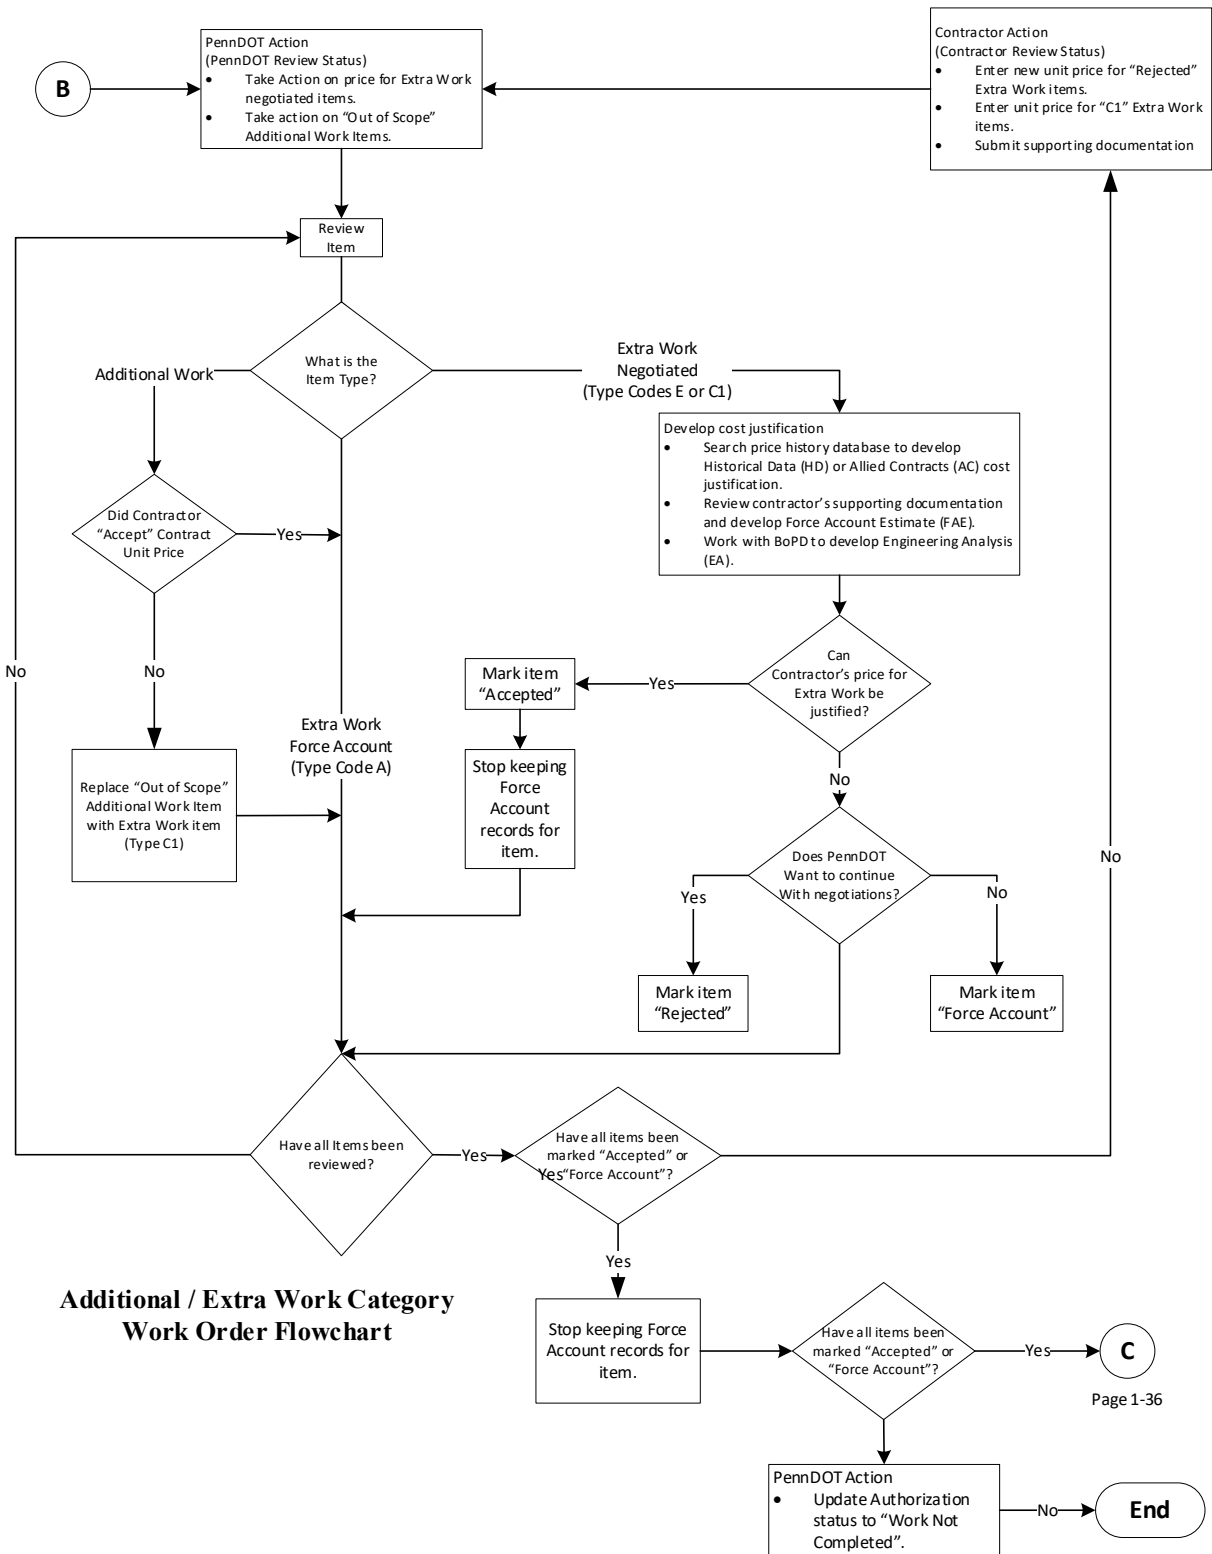 PennDOT Action
(PennDOT Review Status)
• Take Action on price for Extra Work
negotiated items.
• Take action on “Out of Scope”
Additional Work Items.
B
Contractor Action
(Contractor Review Status)
• Enter new unit price for “Rejected”
Extra Work items.
• Enter unit price for “C1” Extra Work
items.
• Submit supporting documentation
Review
Item
What is the
Item Type?
Additional Work
Extra Work
Negotiated
(Type Codes E or C1)
Develop cost justification
• Search price history database to develop
Historical Data (HD) or Allied Contracts (AC) cost
justification.
• Review contractor’s supporting documentation
and develop Force Account Estimate (FAE).
• Work with BoPD to develop Engineering Analysis
(EA).
Did Contractor
“Accept” Contract
Unit Price
Yes
No
No
Can
Contractor’s price for
Extra Work be
justified?
Yes
Mark item
“Accepted”
Extra Work
Force Account
(Type Code A)
Stop keeping
Force
Account
records for
item.
Replace “Out of Scope”
Additional Work Item
with Extra Work item
(Type C1)
No
Does PennDOT
Want to continue
With negotiations?
Yes
No
No
Mark item
“Rejected”
Mark item
“Force Account”
Have all Items been
reviewed?
Yes
Have all items been
marked “Accepted” or
“Force Account”?
Yes
Yes
Additional / Extra Work Category
Work Order Flowchart
Stop keeping Force
Account records for
item.
Have all items been
marked “Accepted” or
“Force Account”?
Yes
C
Page 1-36
PennDOT Action
• Update Authorization
status to “Work Not
Completed”.
No
End